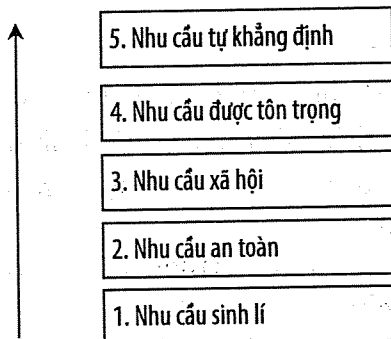 5. Nhu cầu tự khẳng định
4. Nhu cầu được tôn trọng
3. Nhu cầu xã hội
2. Nhu cầu an toàn
1. Nhu cầu sinh lí